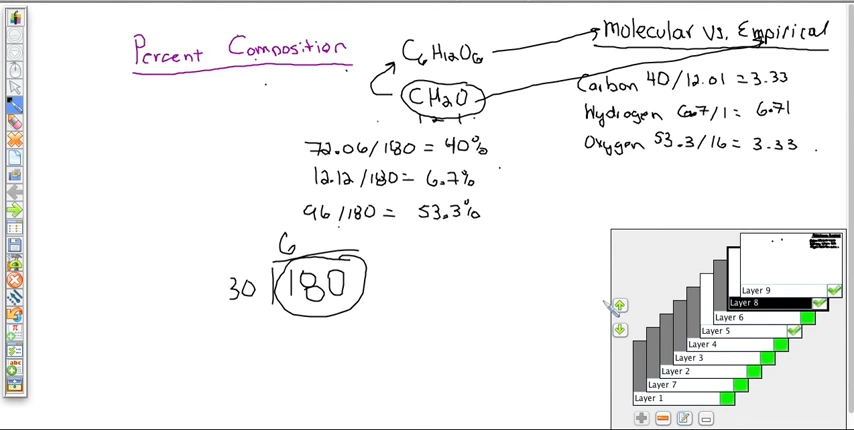 Percent Composition
C6H12O6
Molecular vs. Empirical
CH2O
1 2 1
Carbon 40/12.01 = 3.33
Hydrogen 6.7/1 = 6.71
Oxygen 53.3/16 = 3.33
72.06/180 = 40%
12.12/180 = 6.7%
96/180 = 53.3%
6
30 180
Layer 9
Layer 8
Layer 6
Layer 5
Layer 4
Layer 3
Layer 2
Layer 7
Layer 1